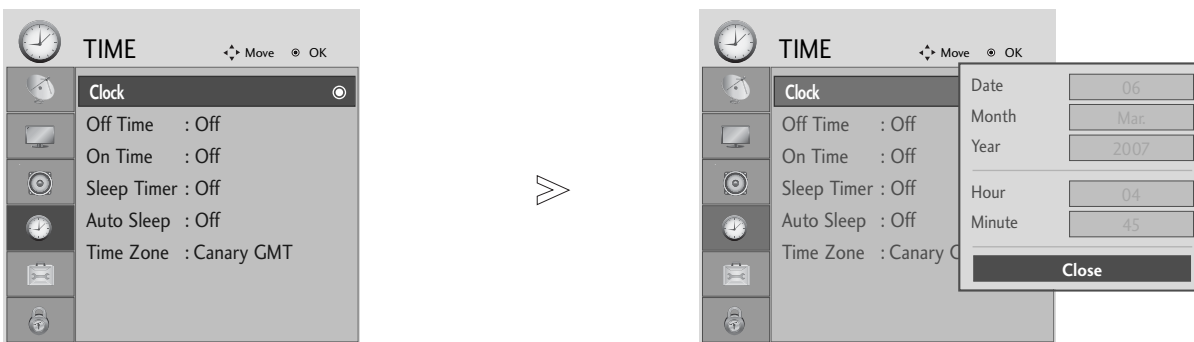 TIME Move OK
Clock
Off Time : Off
On Time : Off
Sleep Timer : Off
Auto Sleep : Off
Time Zone : Canary GMT
TIME Move OK
Clock
Off Time : Off
On Time : Off
Sleep Timer : Off
Auto Sleep : Off
Time Zone : Canary G
Date 06
Month Mar.
Year 2007
Hour 04
Minute 45
Close